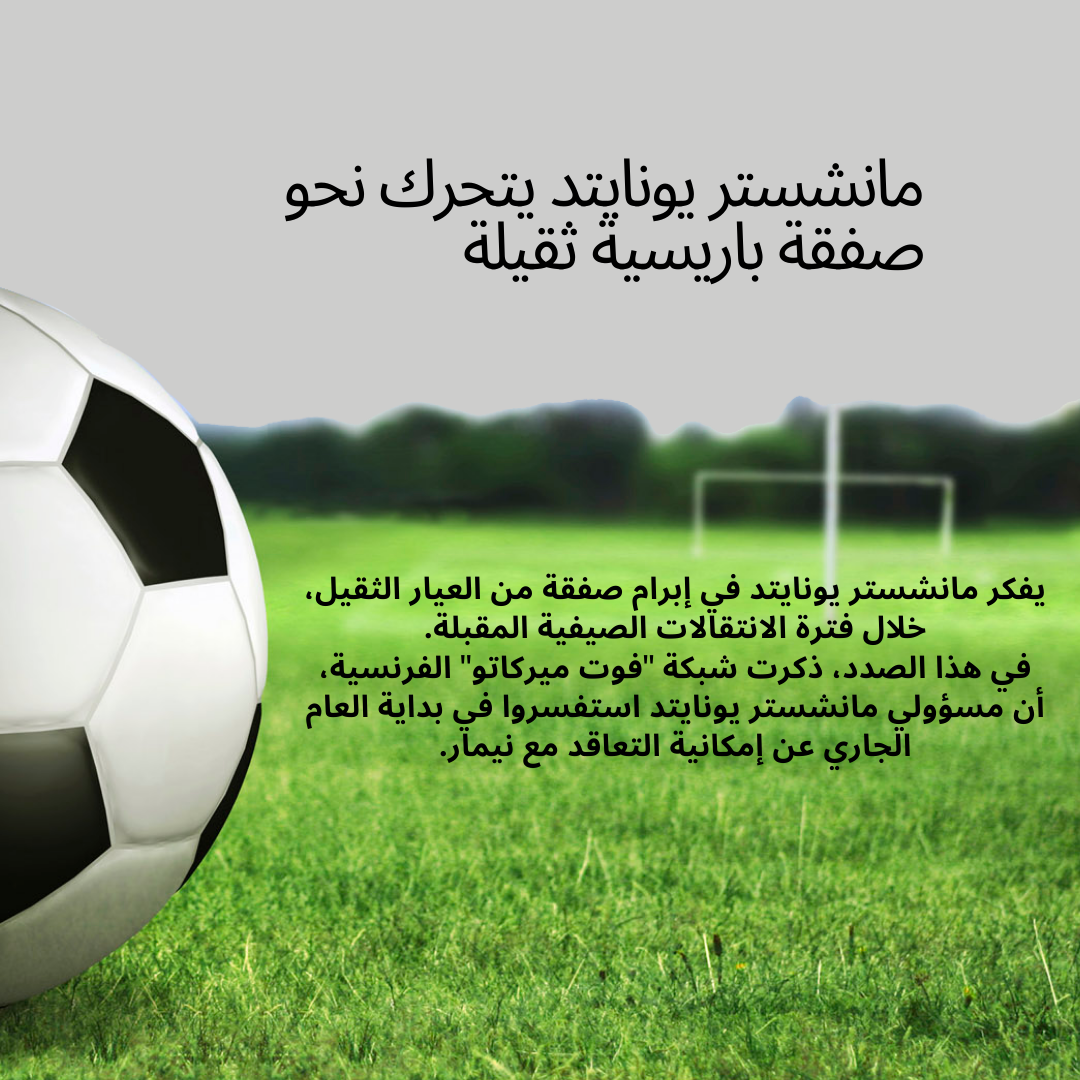 مانشستر يونايتد يتحرك نحو
صفقة باريسية ثقيلة
يفكر مانشستر يونايتد في إبرام صفقة من العيار الثقيل،
خلال فترة الانتقالات الصيفية المقبلة.
في هذا الصدد، ذكرت شبكة "فوت ميركاتو" الفرنسية،
أن مسؤولي مانشستر يونايتد استفسروا في بداية العام
الجاري عن إمكانية التعاقد مع نيمار.